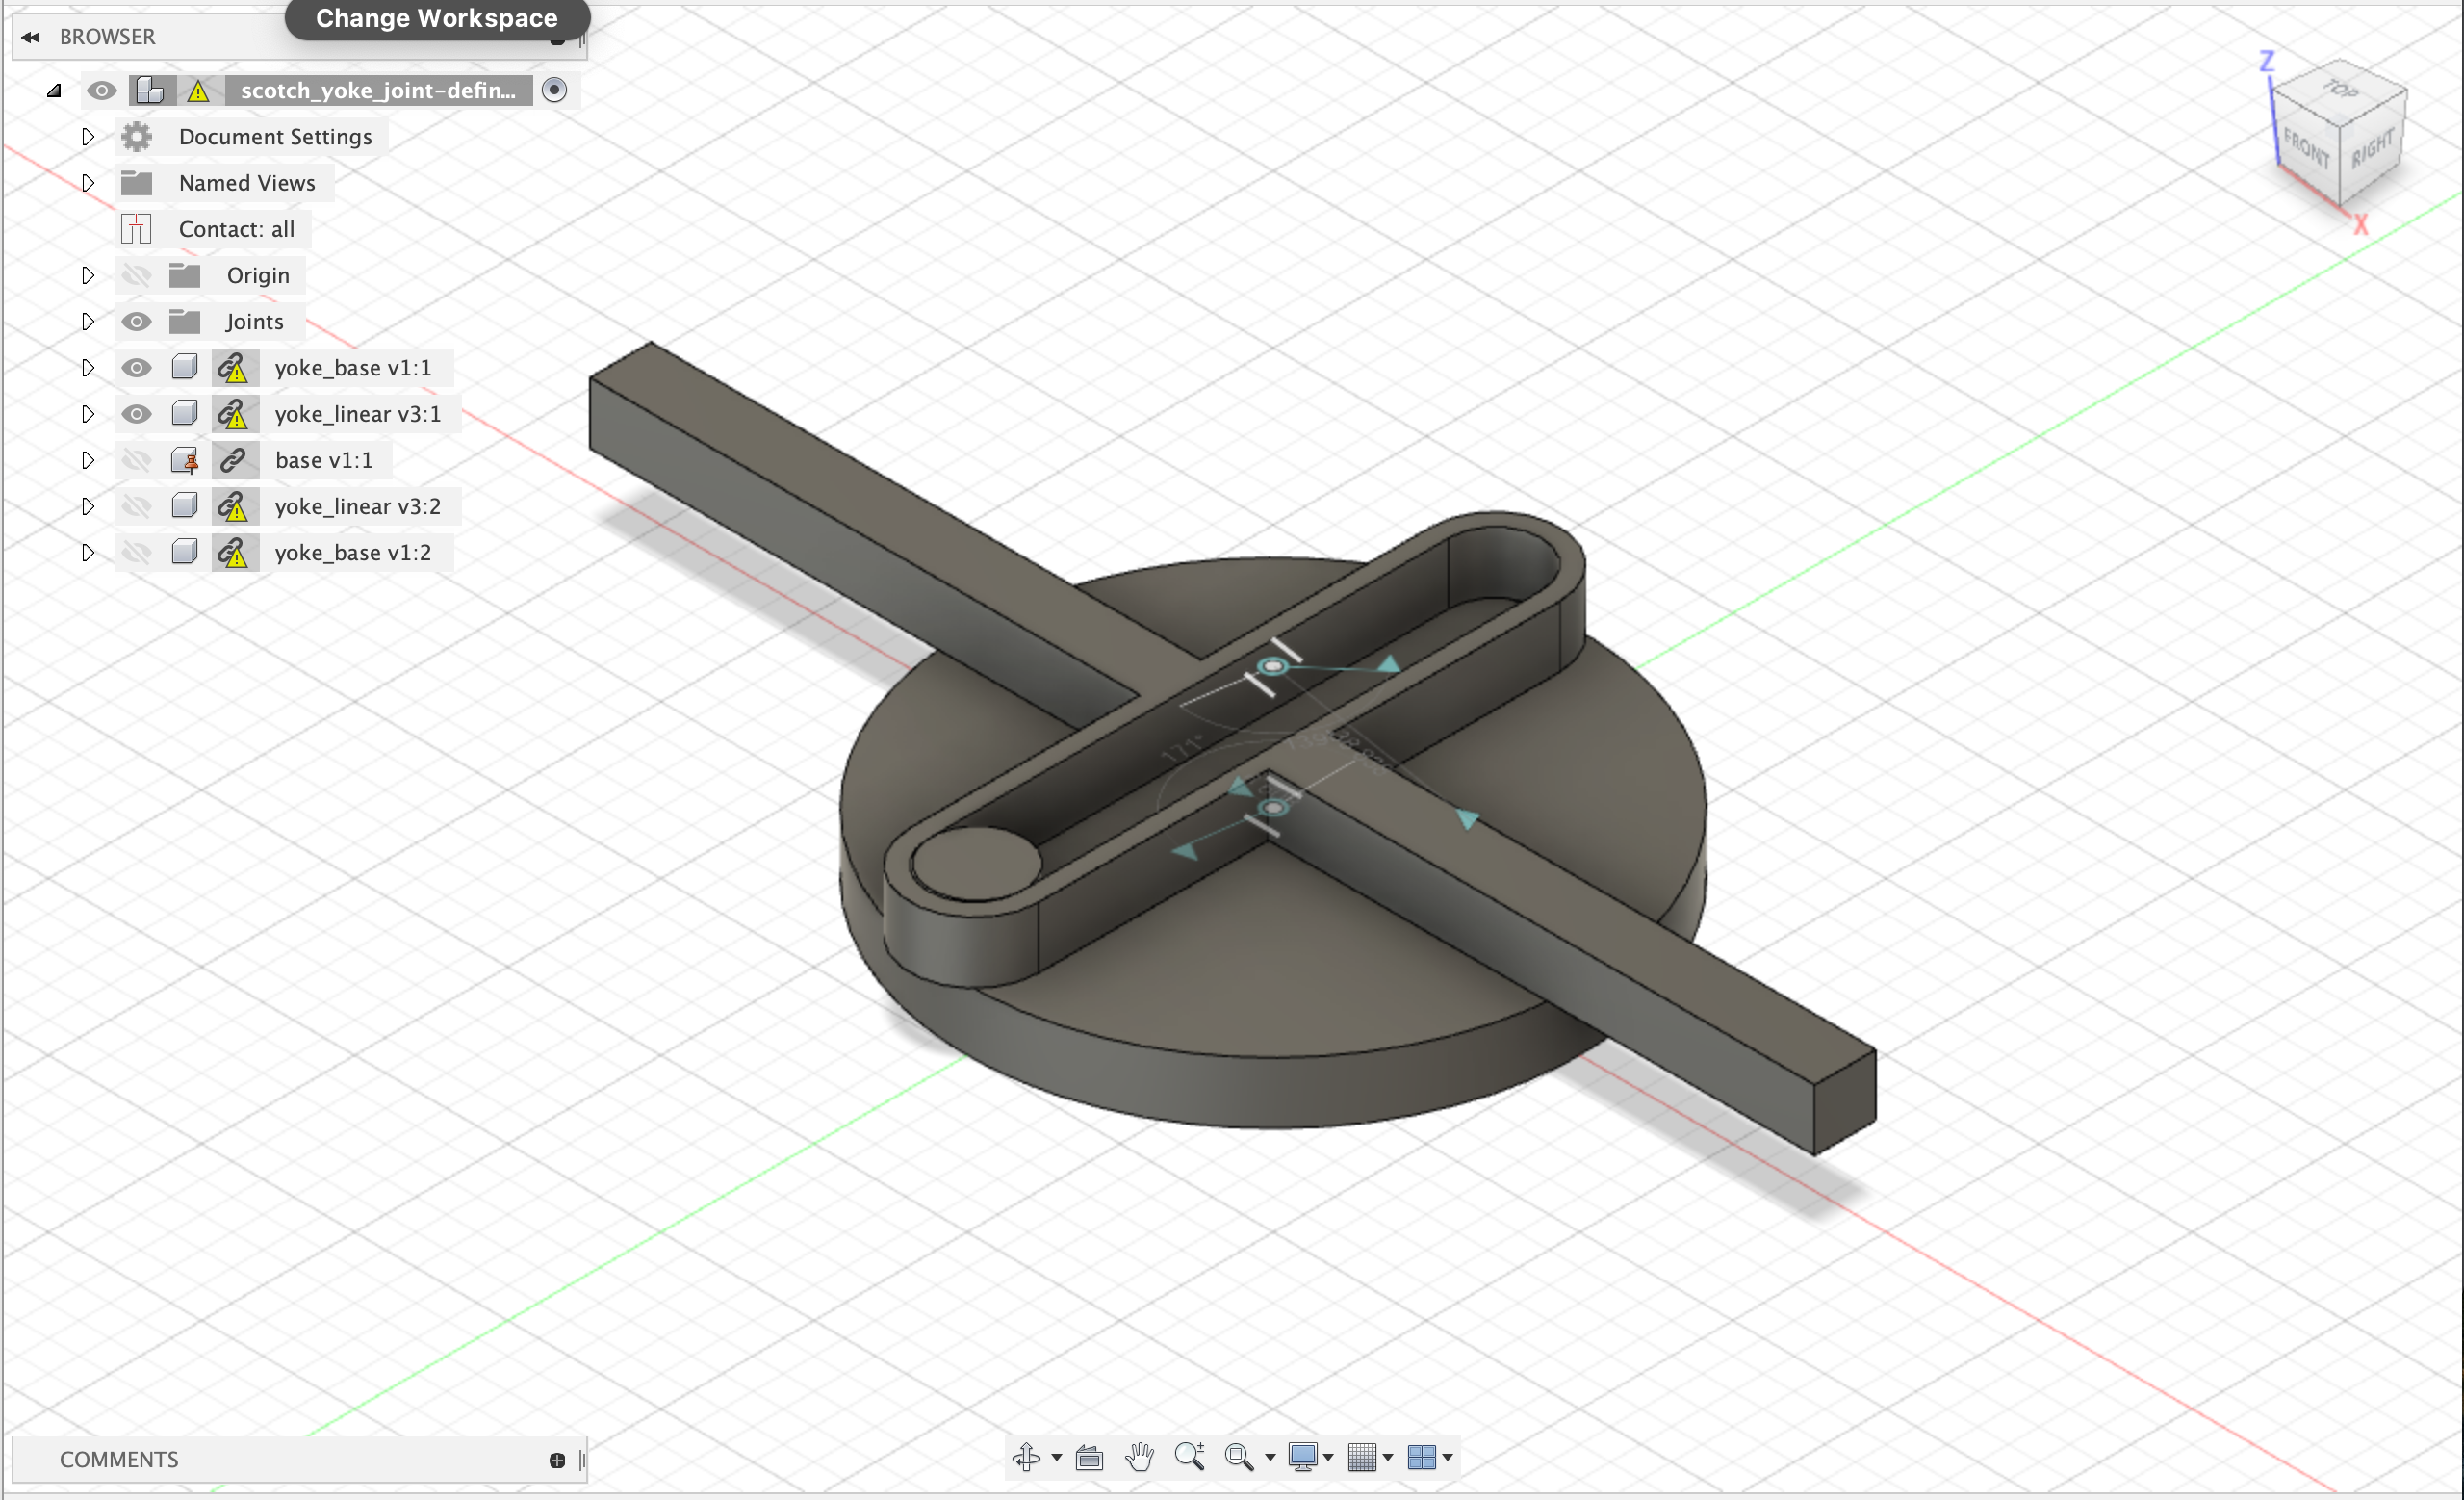 Change Workspace
BROWSER
scotch_yoke_joint-defin...
Document Settings
Named Views
Contact: all
Origin
Joints
yoke_base v1:1
yoke_linear v3:1
base v1:1
yoke_linear v3:2
yoke_base v1:2
Z
TOP
FRONT
RIGHT
X
171°
COMMENTS